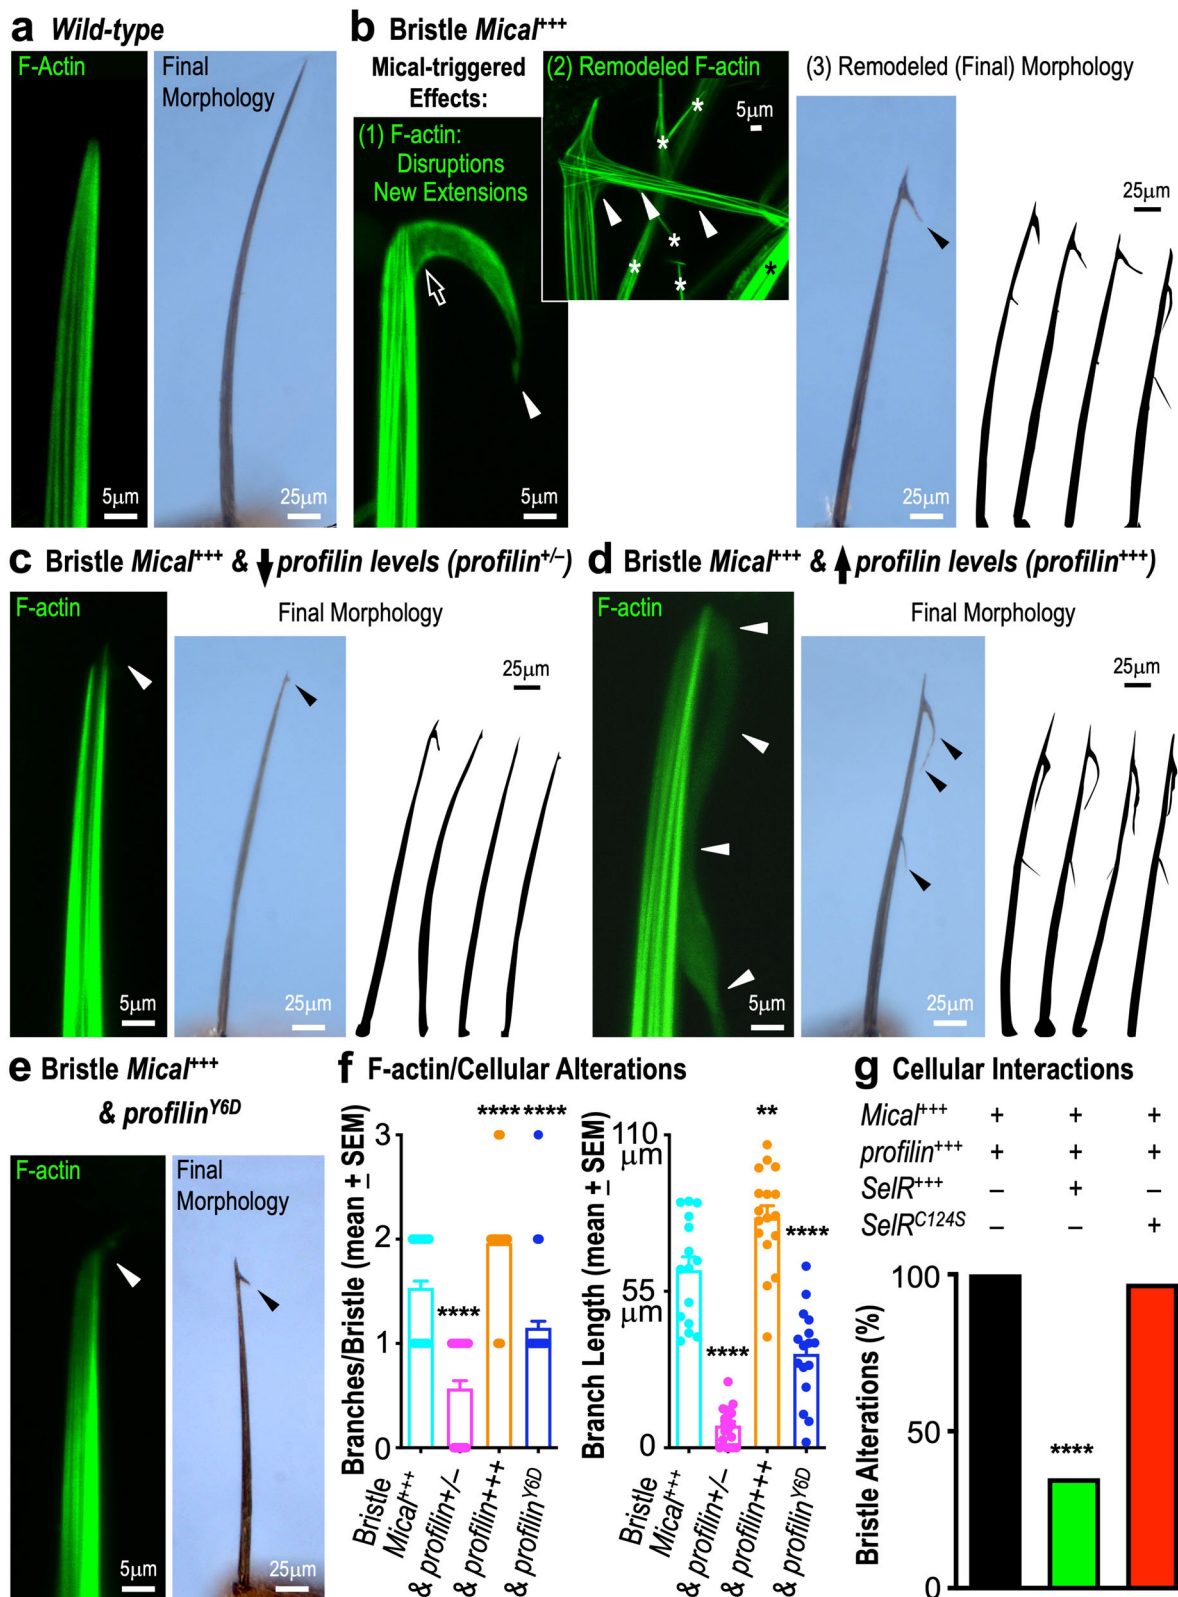 a Wild-type
F-Actin
Final
Morphology
5µm
25µm
b Bristle Mical+++
Mical-triggered
Effects:
(1) F-actin:
Disruptions
New Extensions
5µm
(2) Remodeled F-actin
5µm
* * * * * *
(3) Remodeled (Final) Morphology
25µm
25µm
c Bristle Mical+++ & profilin levels (profilin+/–)
F-actin
5µm
Final Morphology
25µm
25µm
d Bristle Mical+++ & profilin levels (profilin+++)
F-actin
5µm
Final Morphology
25µm
25µm
e Bristle Mical+++
& profilinY6D
F-actin
5µm
Final
Morphology
25µm
f F-actin/Cellular Alterations
Branches/Bristle (mean ± SEM)
3
2
1
0
**** **** ****
Bristle
Mical+++
& profilin+/–
& profilin+++
& profilinY6D
Branch Length (mean ± SEM)
110
µm
55
µm
0
**
****
****
Bristle
Mical+++
& profilin+/–
& profilin+++
& profilinY6D
g Cellular Interactions
Mical+++ + + +
profilin+++ + + +
SelR+++ – + –
SelRC124S – – +
Bristle Alterations (%)
100
50
0
****